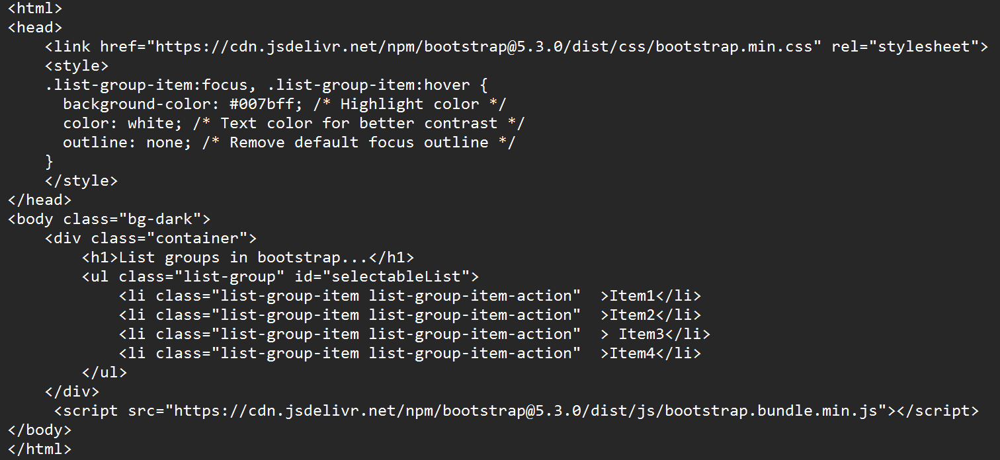 <html>
<head>
    <link href="https://cdn.jsdelivr.net/npm/bootstrap@5.3.0/dist/css/bootstrap.min.css" rel="stylesheet">
    <style>
    .list-group-item:focus, .list-group-item:hover {
      background-color: #007bff; /* Highlight color */
      color: white; /* Text color for better contrast */
      outline: none; /* Remove default focus outline */
    }
    </style>
</head>
<body class="bg-dark">
    <div class="container">
        <h1>List groups in bootstrap...</h1>
        <ul class="list-group" id="selectableList">
            <li class="list-group-item list-group-item-action"  >Item1</li>
            <li class="list-group-item list-group-item-action"  >Item2</li>
            <li class="list-group-item list-group-item-action"  > Item3</li>
            <li class="list-group-item list-group-item-action"  >Item4</li>
        </ul>
    </div>
     <script src="https://cdn.jsdelivr.net/npm/bootstrap@5.3.0/dist/js/bootstrap.bundle.min.js"></script>
</body>
</html>